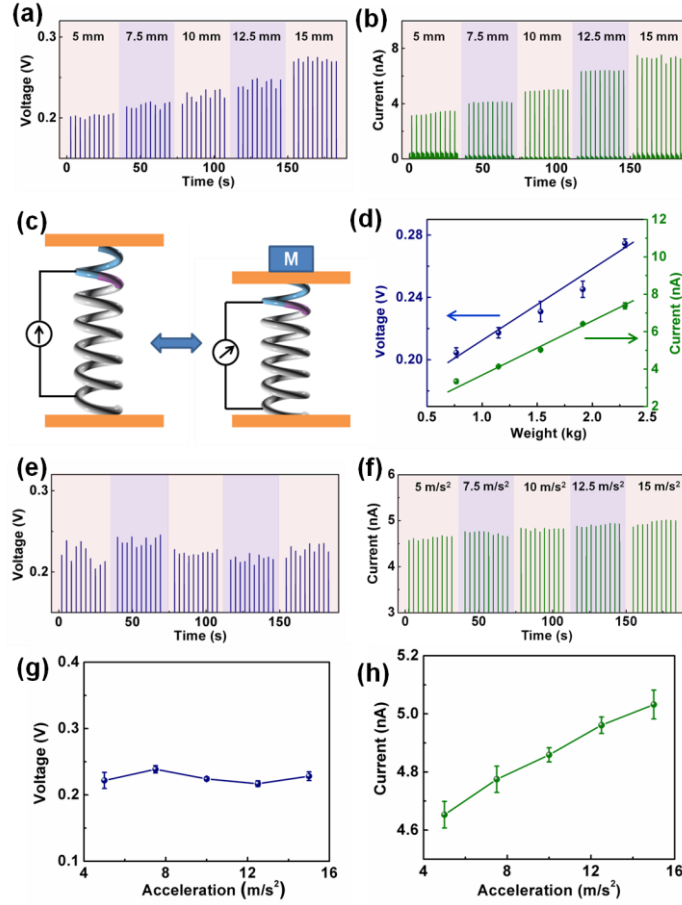 (a)
5 mm 7.5 mm 10 mm 12.5 mm 15 mm
0.3
0.2
Voltage (V)
0 50 100 150
Time (s)
(b)
5 mm 7.5 mm 10 mm 12.5 mm 15 mm
8
4
0
Current (nA)
0 50 100 150
Time (s)
(c)
M
(d)
0.28
0.24
0.20
Voltage (V)
12
10
8
6
4
2
Current (nA)
0.5 1.0 1.5 2.0 2.5
Weight (kg)
(e)
0.3
0.2
Voltage (V)
0 50 100 150
Time (s)
(f)
5 m/s² 7.5 m/s² 10 m/s² 12.5 m/s² 15 m/s²
6
5
4
3
Current (nA)
0 50 100 150
Time (s)
(g)
0.4
0.3
0.2
0.1
Voltage (V)
4 8 12 16
Acceleration (m/s²)
(h)
5.2
5.0
4.8
4.6
Current (nA)
4 8 12 16
Acceleration (m/s²)